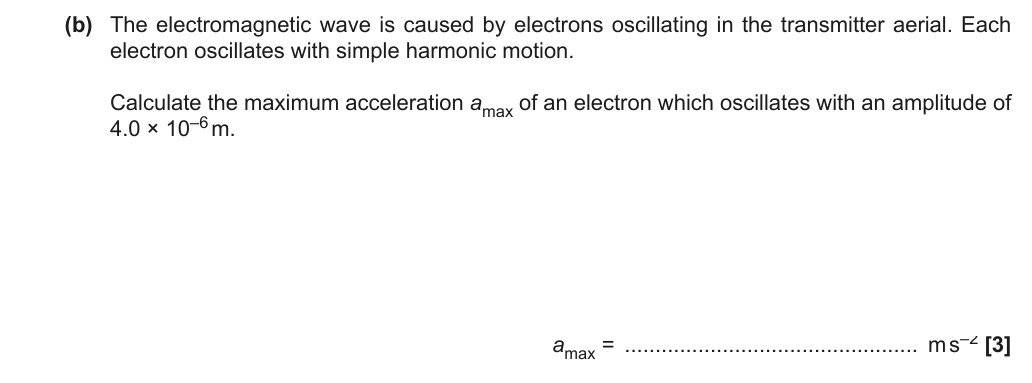 (b) The electromagnetic wave is caused by electrons oscillating in the transmitter aerial. Each
electron oscillates with simple harmonic motion.
Calculate the maximum acceleration a_max of an electron which oscillates with an amplitude of
4.0 × 10⁻⁶ m.
a_max = ................................................ m s⁻² [3]